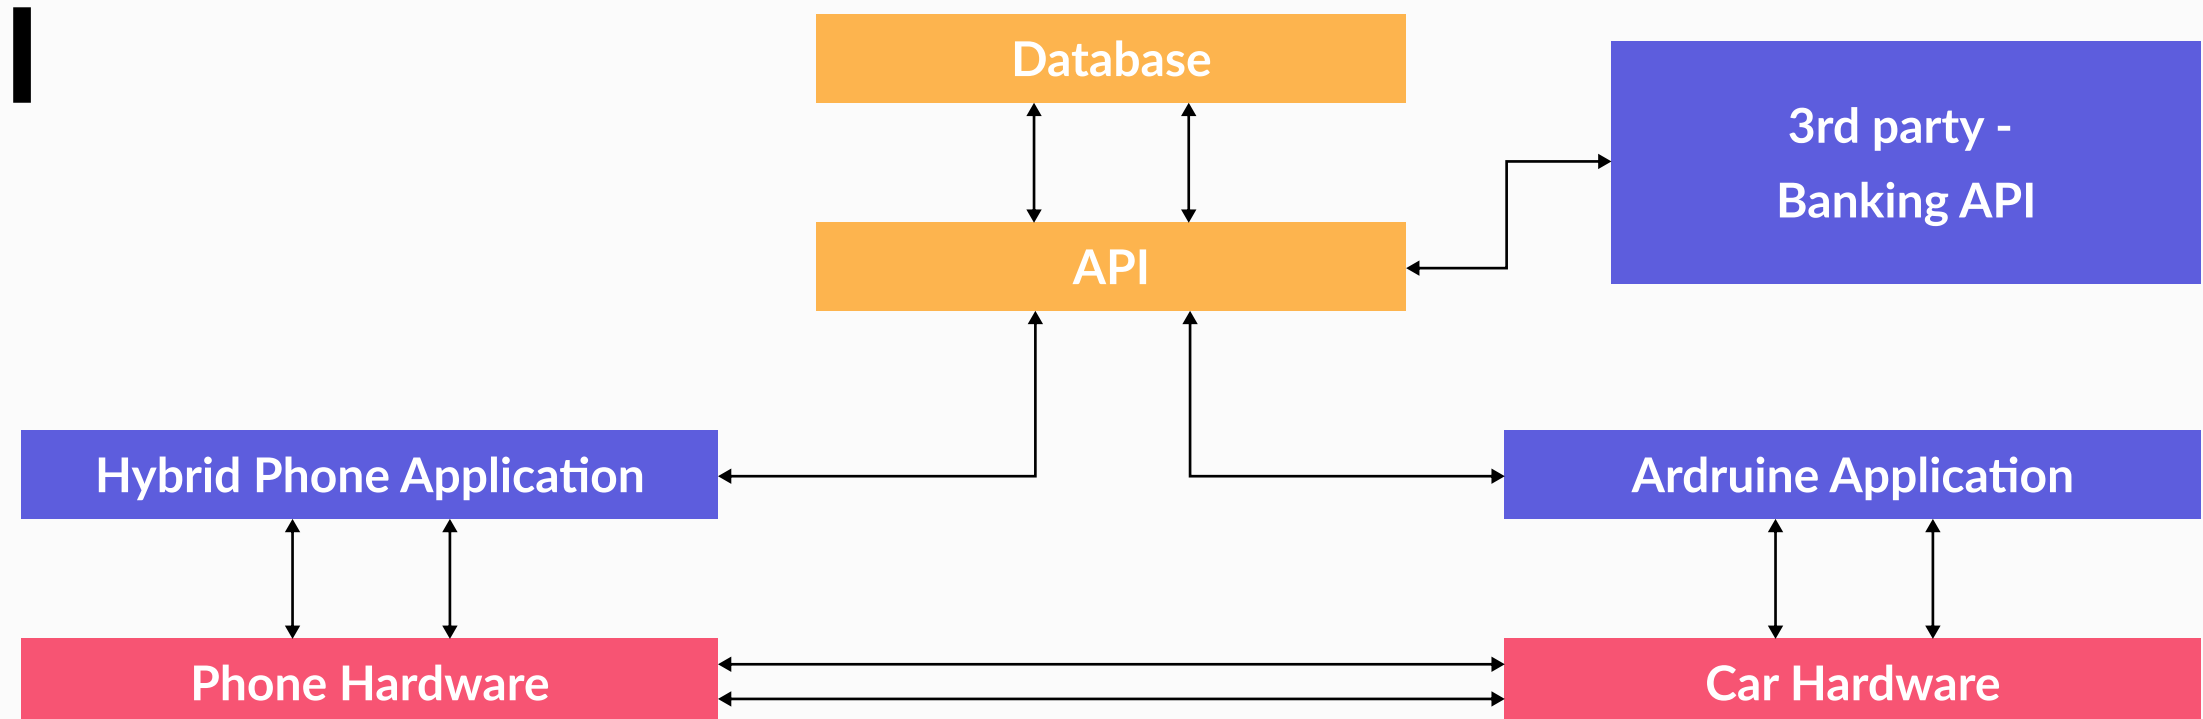 Database
3rd party -
Banking API
API
Hybrid Phone Application
Ardruine Application
Phone Hardware
Car Hardware